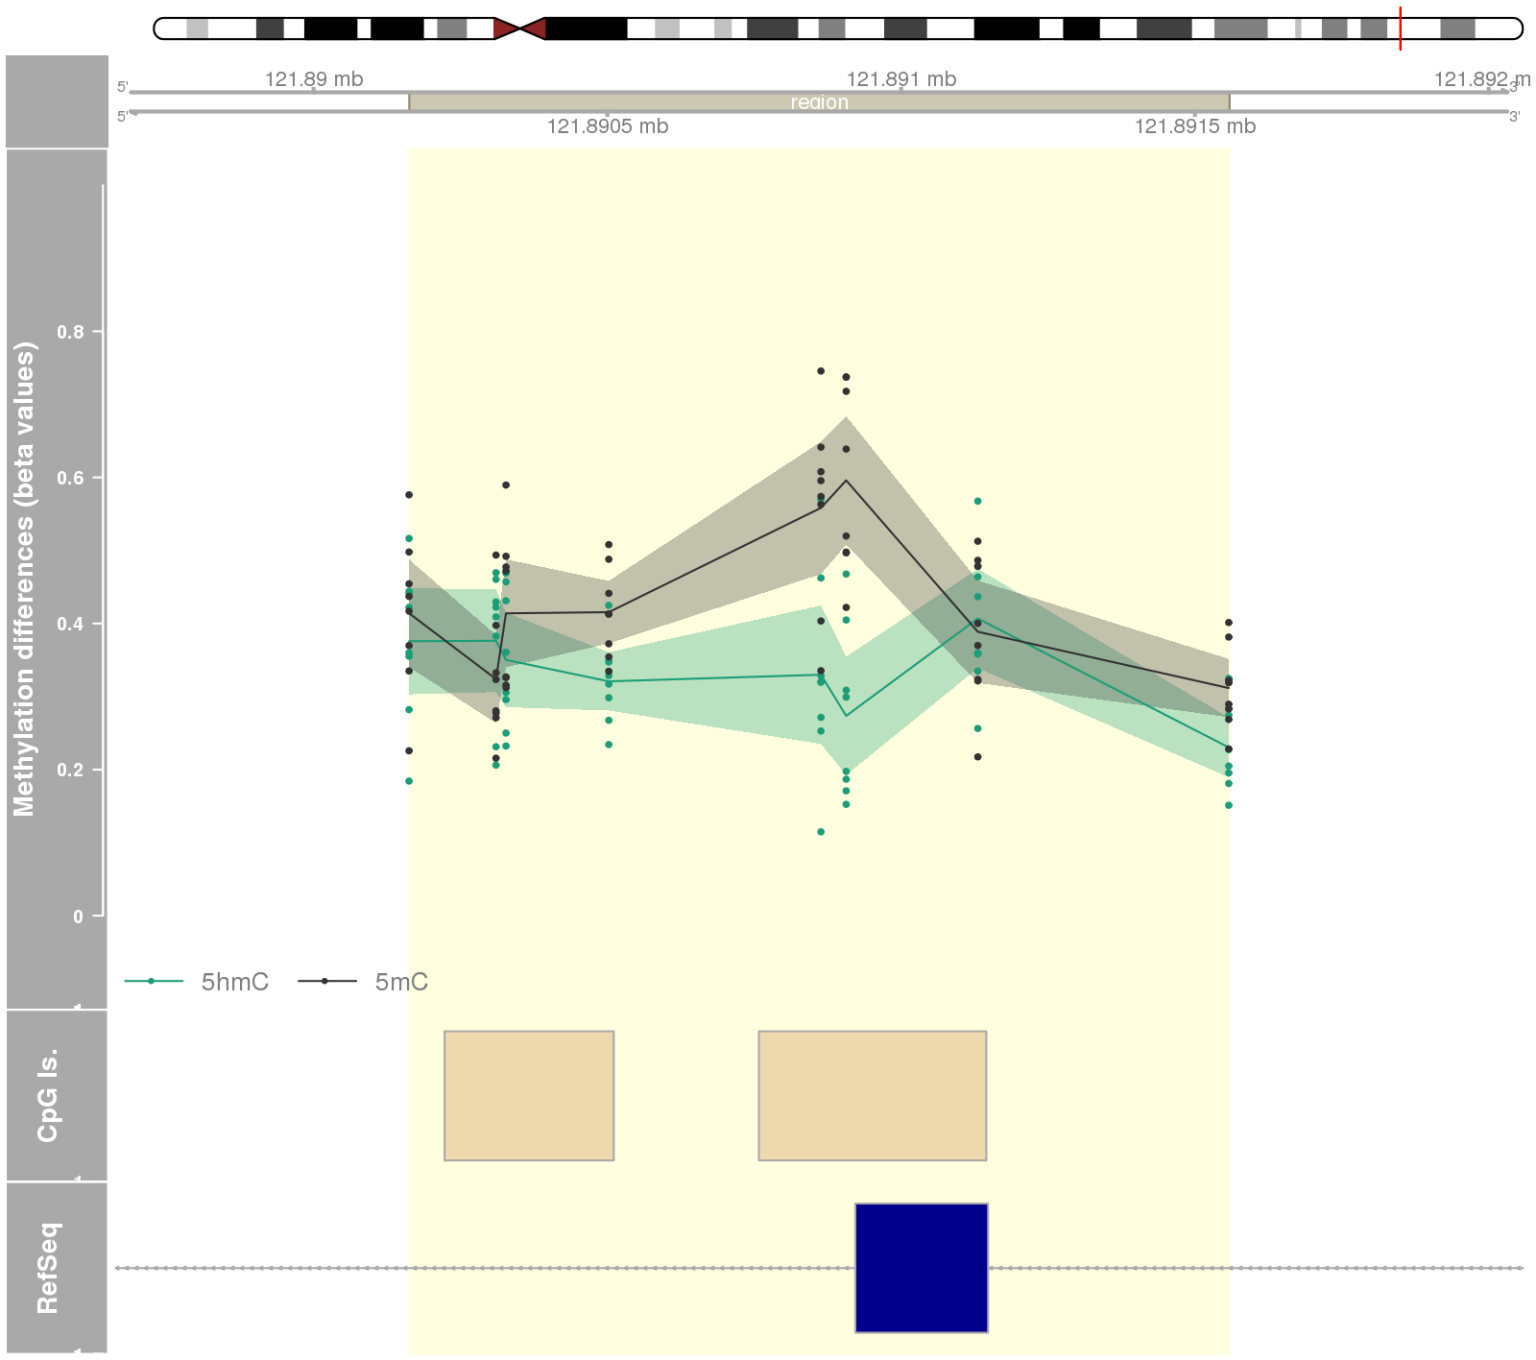 121.89 mb
121.891 mb
121.892 m
5'
3'
region
5'
3'
121.8905 mb
121.8915 mb
Methylation differences (beta values)
0.8
0.6
0.4
0.2
0
5hmC
5mC
CpG Is.
RefSeq